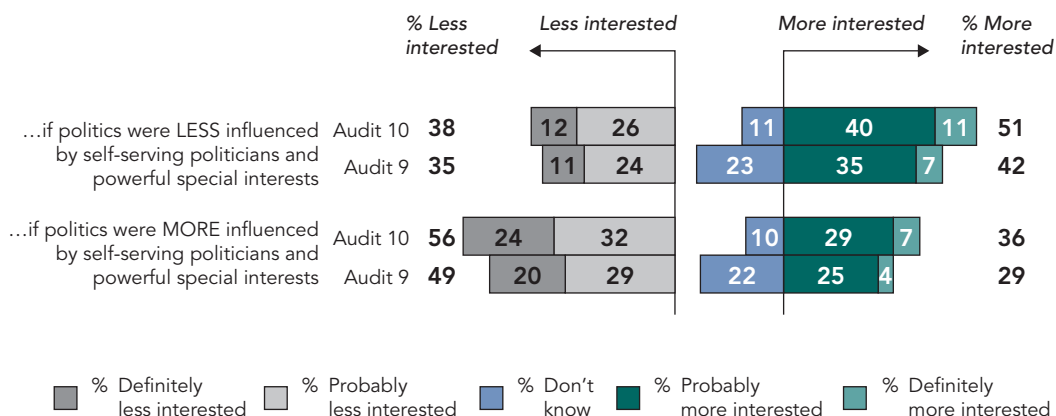 % Less interested Less interested More interested % More interested
…if politics were LESS influenced by self-serving politicians and powerful special interests
Audit 10 38 12 26 11 40 11 51
Audit 9 35 11 24 23 35 7 42
…if politics were MORE influenced by self-serving politicians and powerful special interests
Audit 10 56 24 32 10 29 7 36
Audit 9 49 20 29 22 25 4 29
% Definitely less interested
% Probably less interested
% Don't know
% Probably more interested
% Definitely more interested